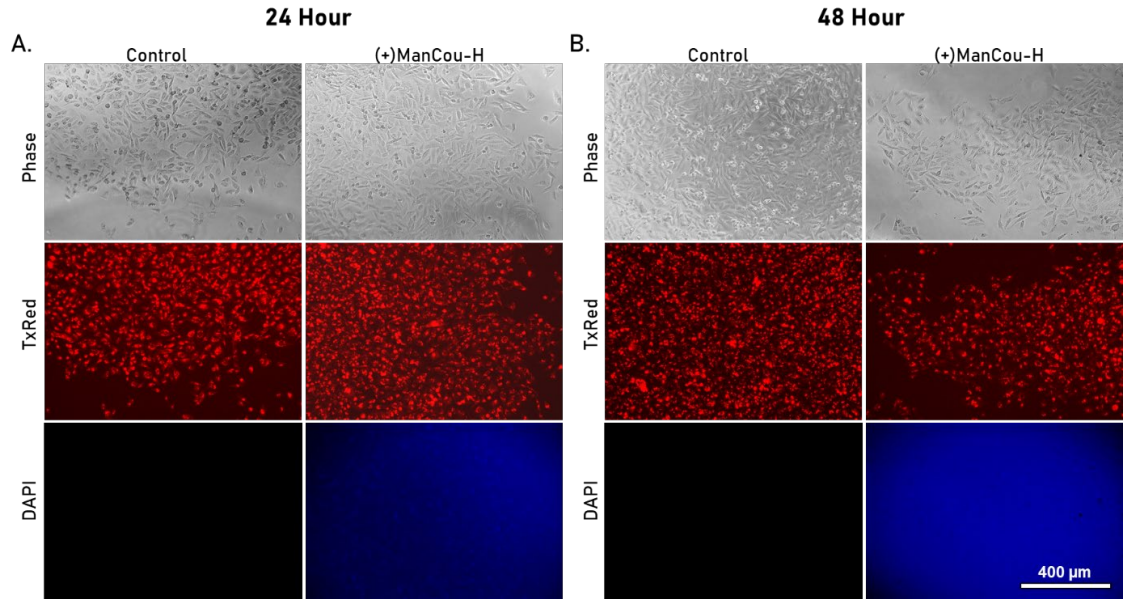 24 Hour
48 Hour
A.
Control
(+)ManCou-H
B.
Control
(+)ManCou-H
Phase
Phase
TxRed
TxRed
DAPI
DAPI
400 µm